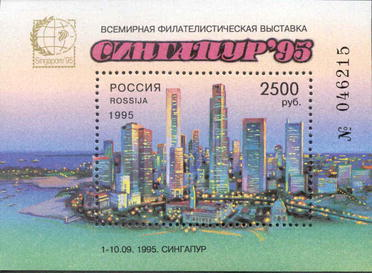 ВСЕМИРНАЯ ФИЛАТЕЛИСТИЧЕСКАЯ ВЫСТАВКА
СИНГАПУР'95
Singapore'95
РОССИЯ
ROSSIJA
1995
2500
руб.
№ 046215
1-10.09. 1995. СИНГАПУР